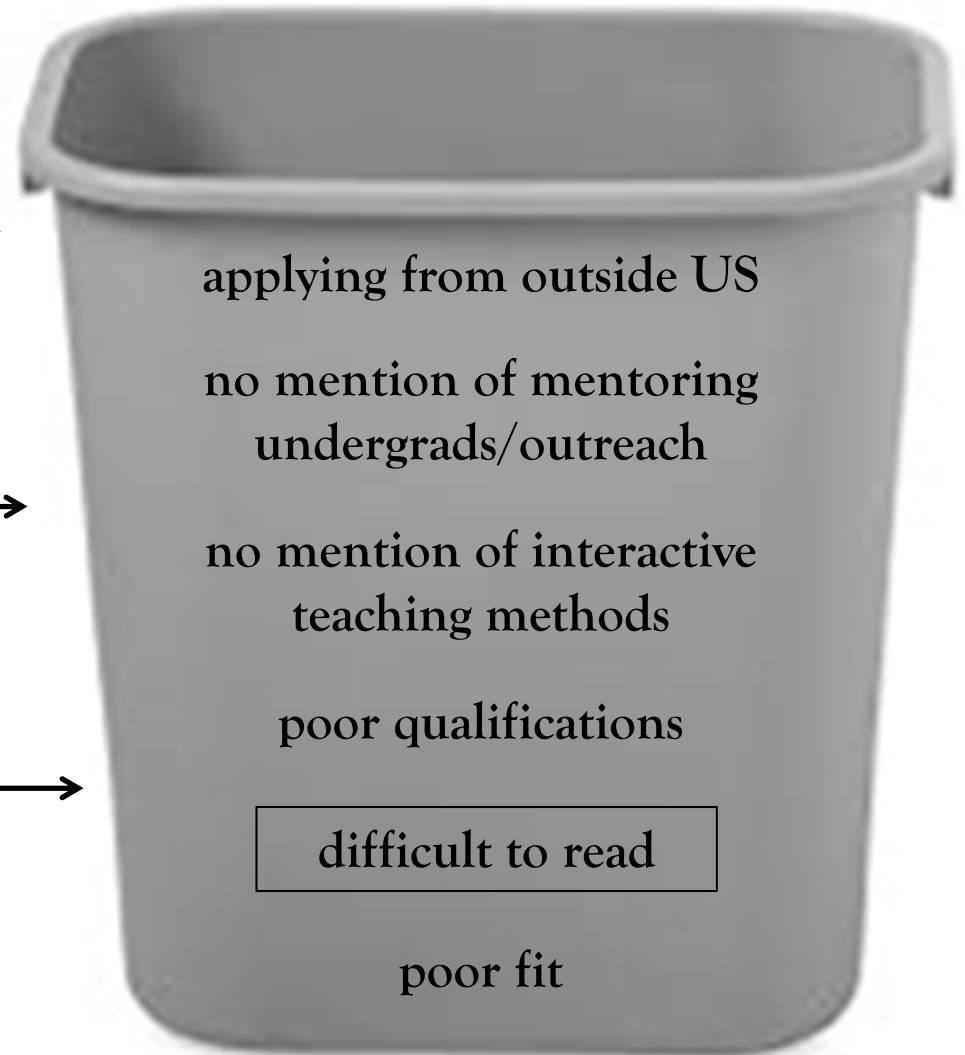 applying from outside US
no mention of mentoring
undergrads/outreach
no mention of interactive
teaching methods
poor qualifications
difficult to read
poor fit